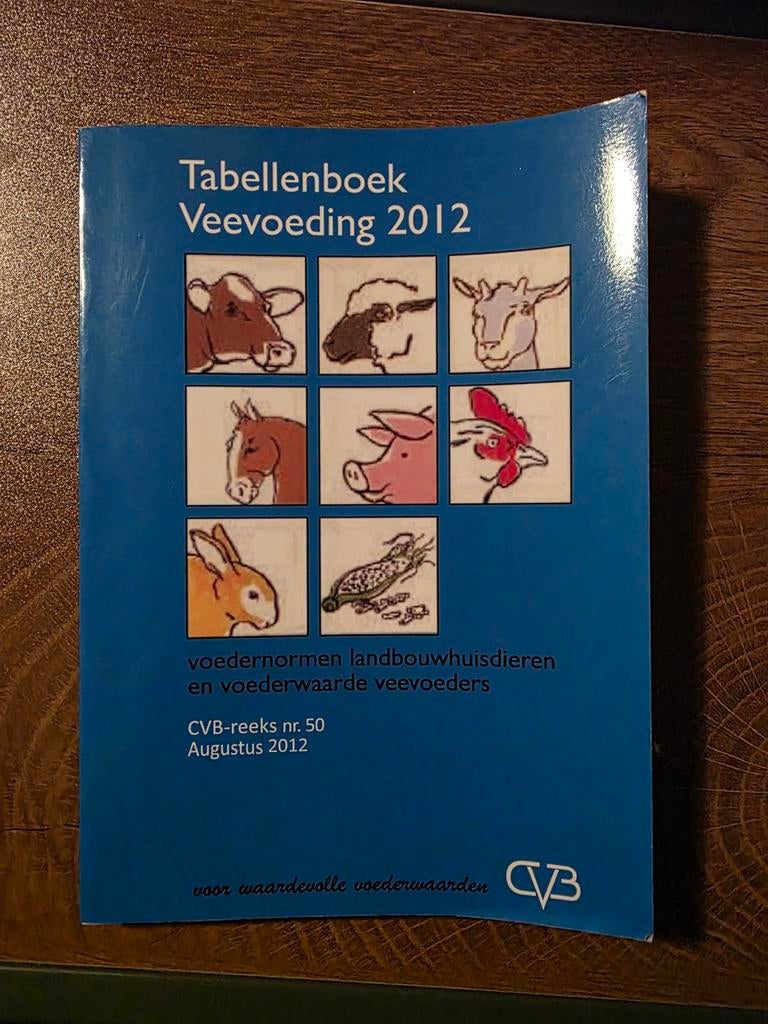 Tabellenboek
Veevoeding 2012
voedernormen landbouwhuisdieren
en voederwaarde veevoeders
CVB-reeks nr. 50
Augustus 2012
voor waardevolle voederwaarden
CVB